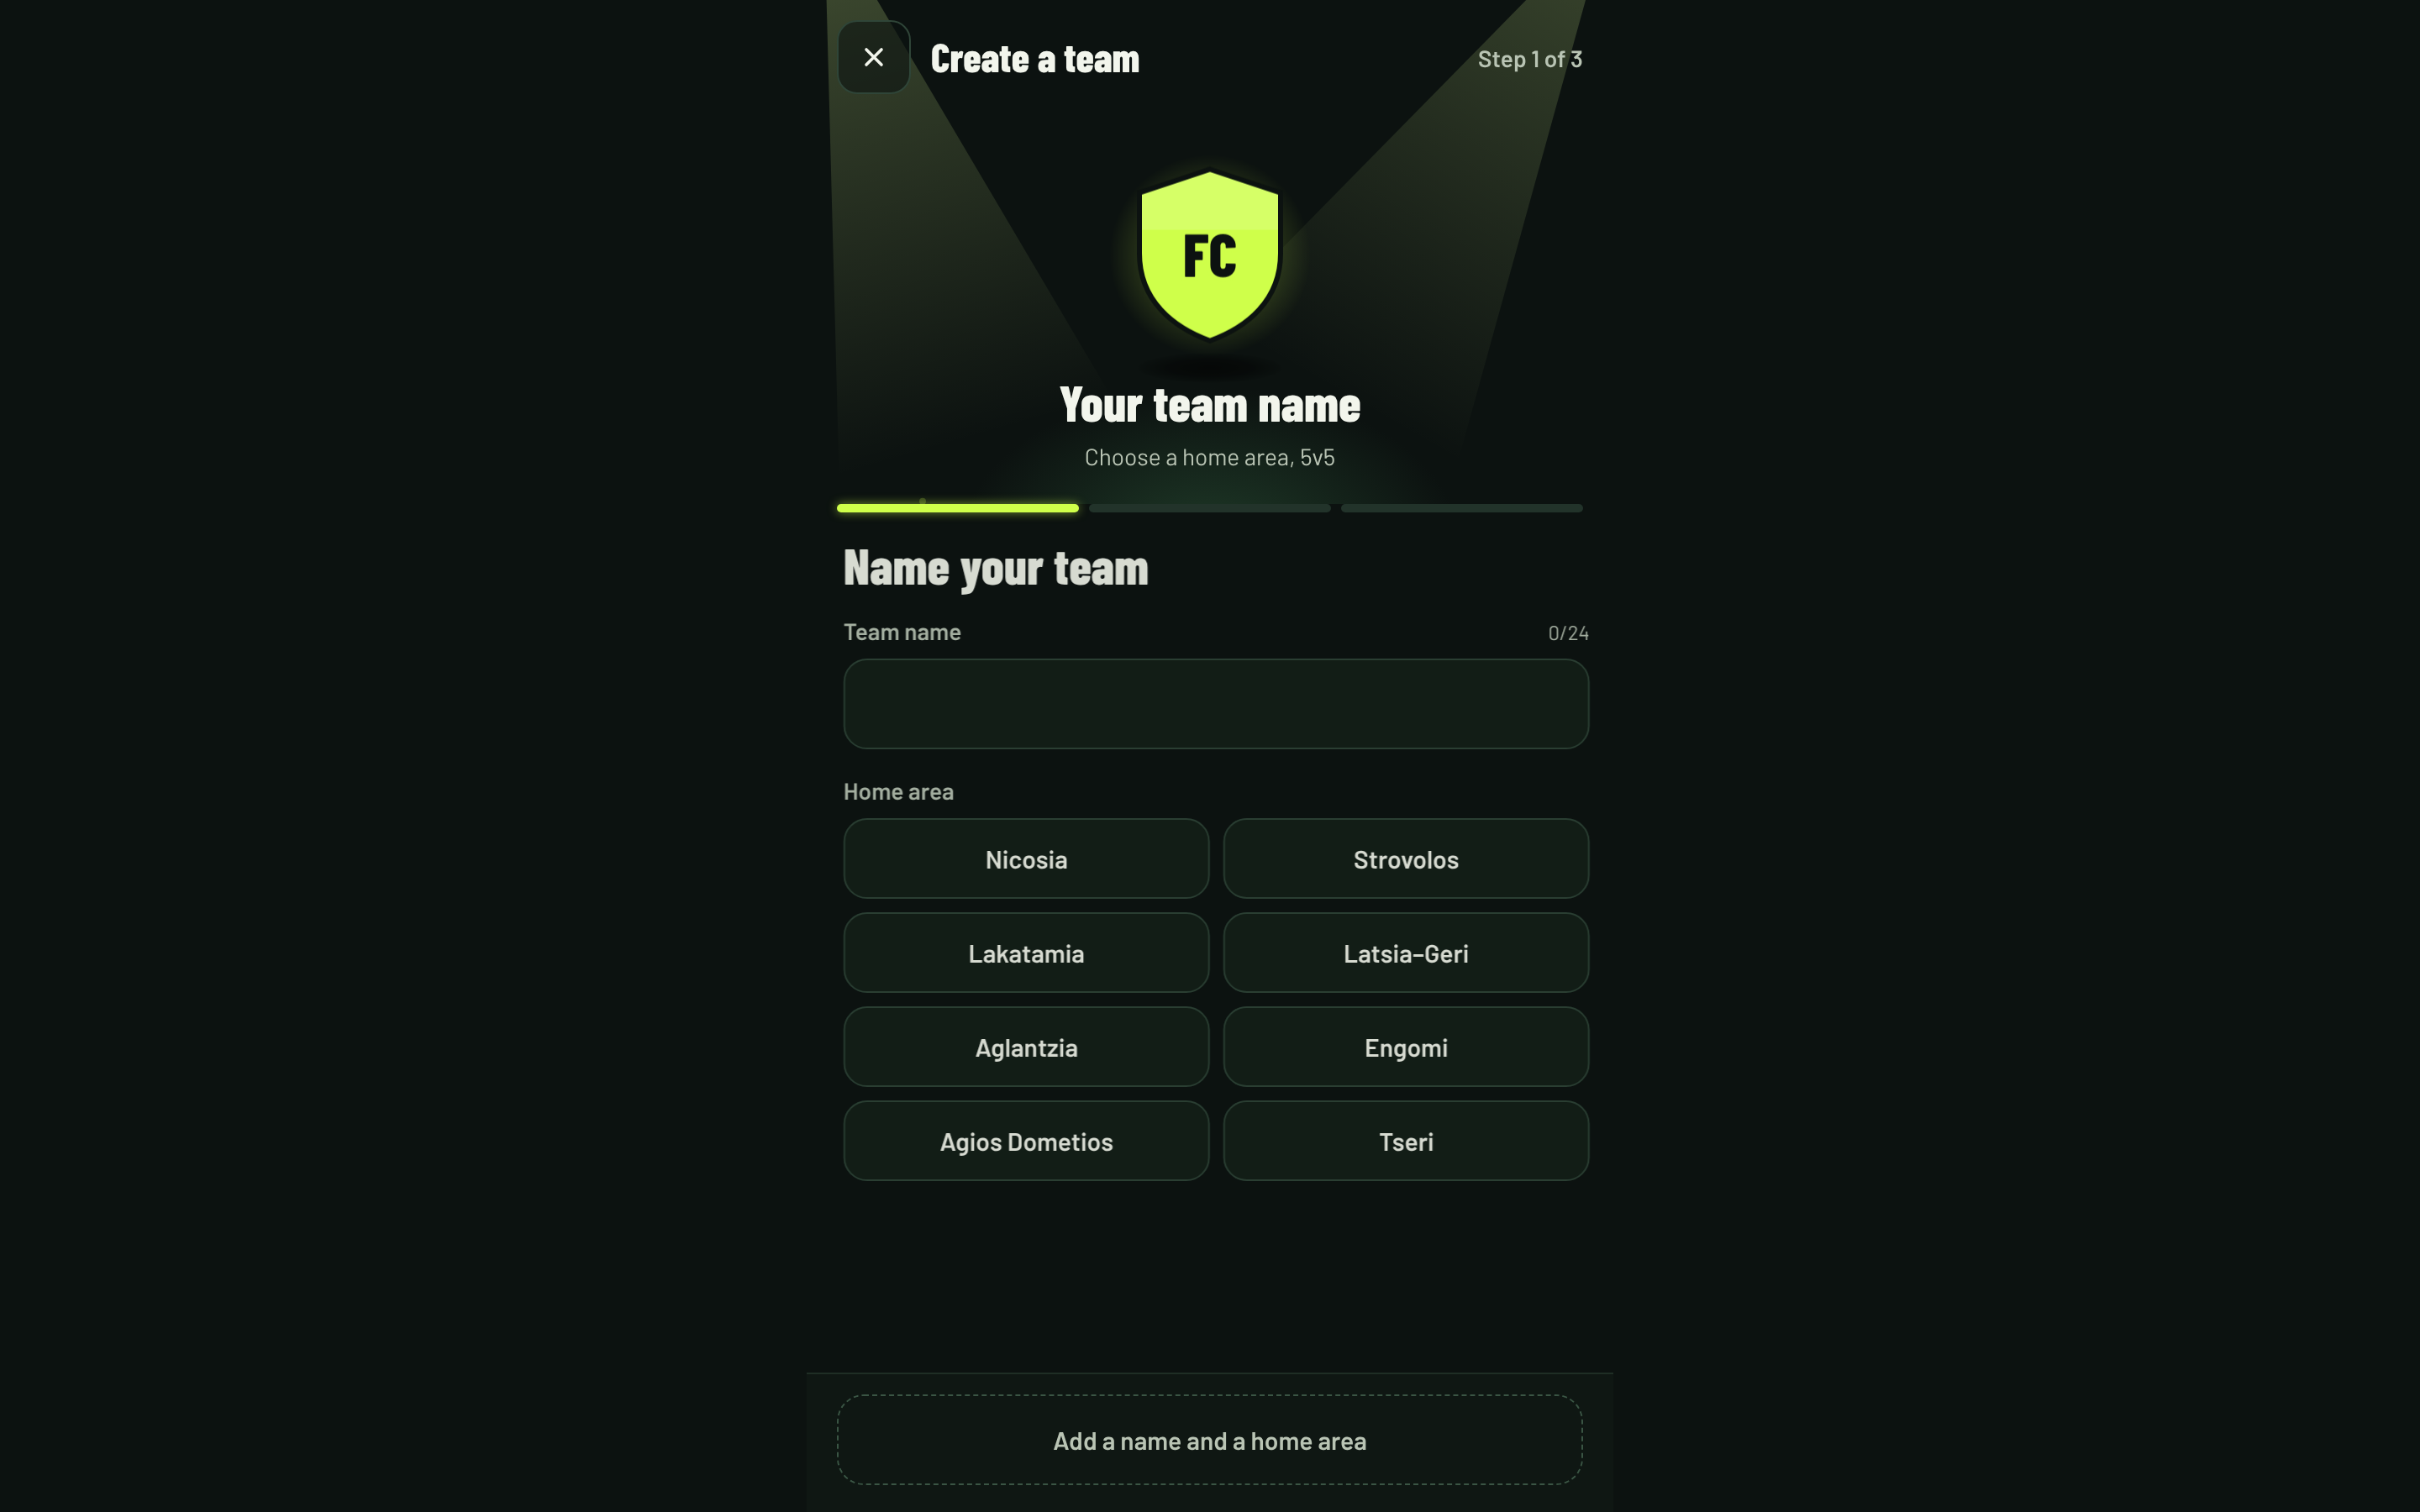 Create a team
Step 1 of 3
FC
Your team name
Choose a home area, 5v5
Name your team
Team name
0/24
Home area
Nicosia
Strovolos
Lakatamia
Latsia–Geri
Aglantzia
Engomi
Agios Dometios
Tseri
Add a name and a home area